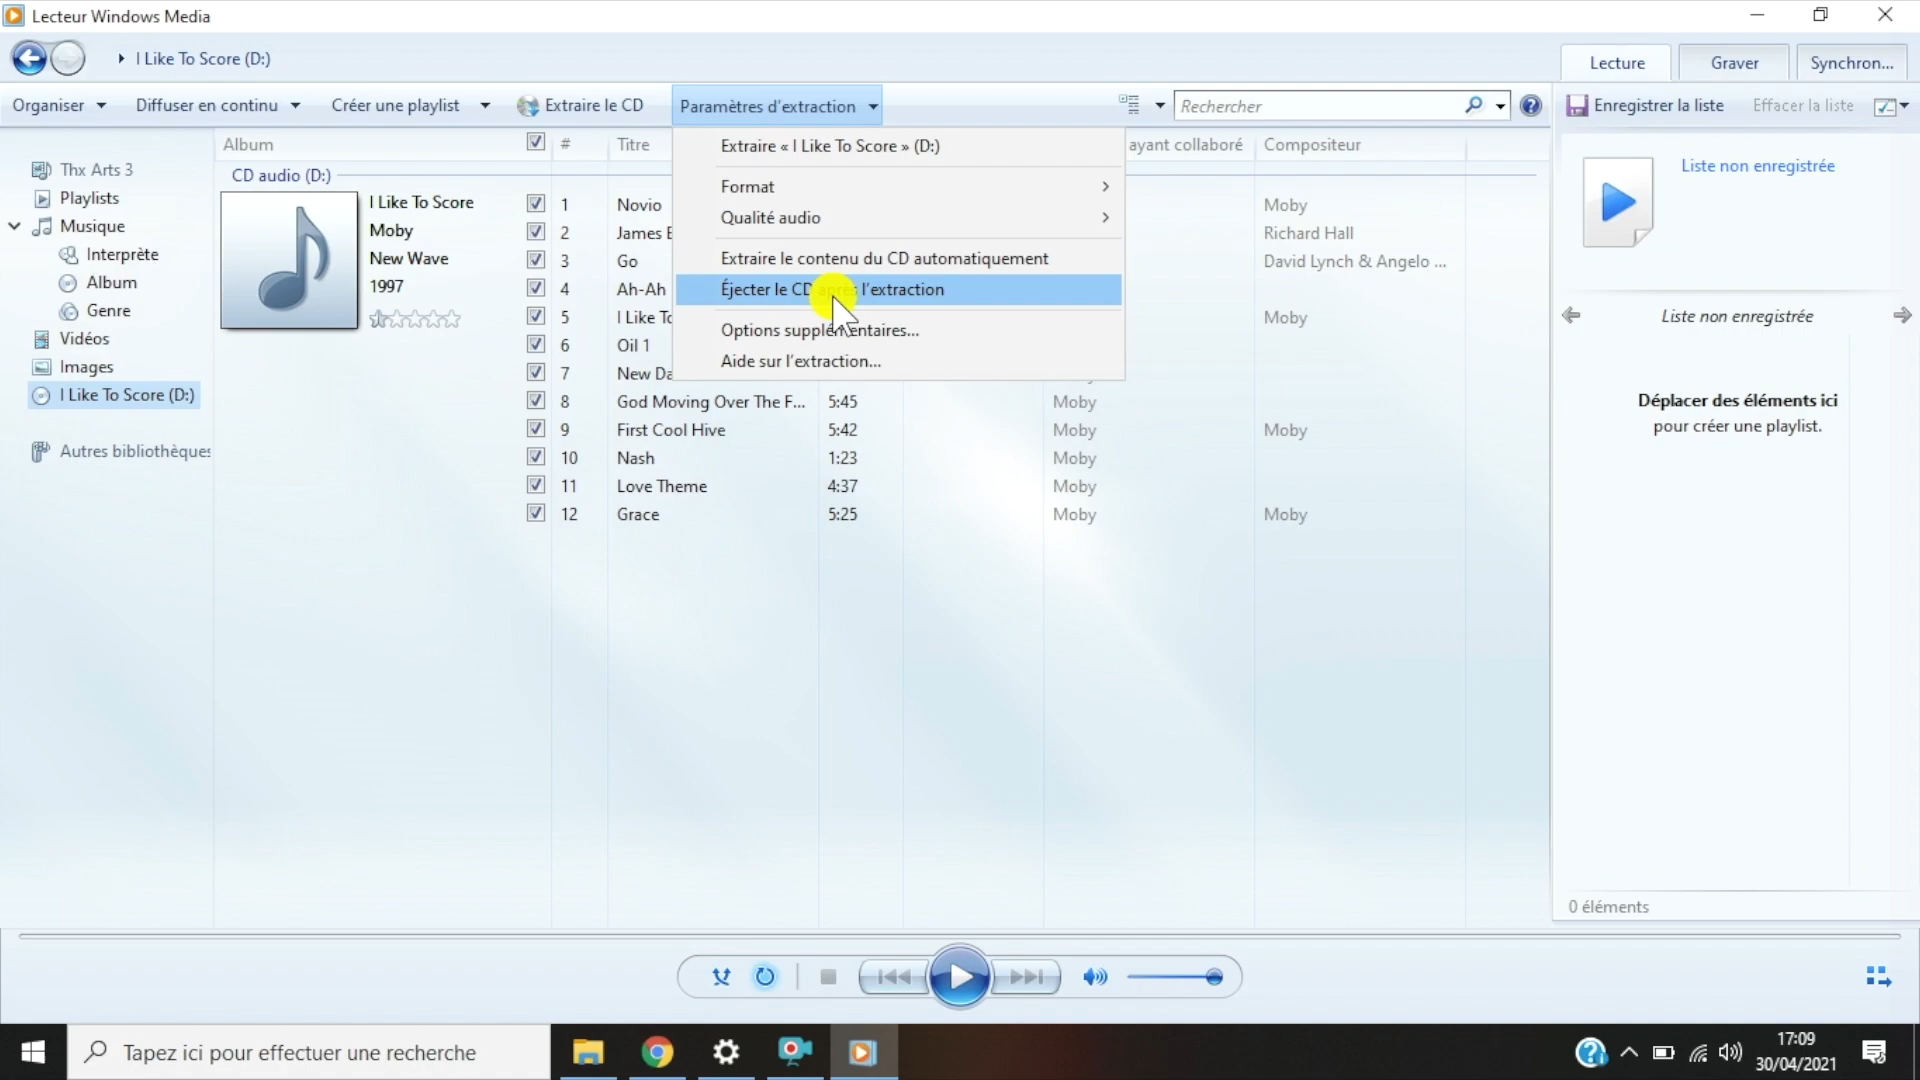 Lecteur Windows Media
I Like To Score (D:)
Lecture
Graver
Synchron...
Organiser
Diffuser en continu
Créer une playlist
Extraire le CD
Paramètres d'extraction
Rechercher
Enregistrer la liste
Effacer la liste
Album
#
Titre
ayant collaboré
Compositeur
Extraire « I Like To Score » (D:)
Format
Qualité audio
Extraire le contenu du CD automatiquement
Éjecter le CD après l'extraction
Options supplémentaires...
Aide sur l'extraction...
Thx Arts 3
Playlists
Musique
Interprète
Album
Genre
Vidéos
Images
I Like To Score (D:)
Autres bibliothèques
CD audio (D:)
I Like To Score
Moby
New Wave
1997
1 Novio Moby
2 James Richard Hall
3 Go David Lynch & Angelo ...
4 Ah-Ah
5 I Like Moby
6 Oil 1
7 New
8 God Moving Over The F... 5:45 Moby
9 First Cool Hive 5:42 Moby Moby
10 Nash 1:23 Moby
11 Love Theme 4:37 Moby
12 Grace 5:25 Moby Moby
Liste non enregistrée
Liste non enregistrée
Déplacer des éléments ici
pour créer une playlist.
0 éléments
Tapez ici pour effectuer une recherche
17:09
30/04/2021